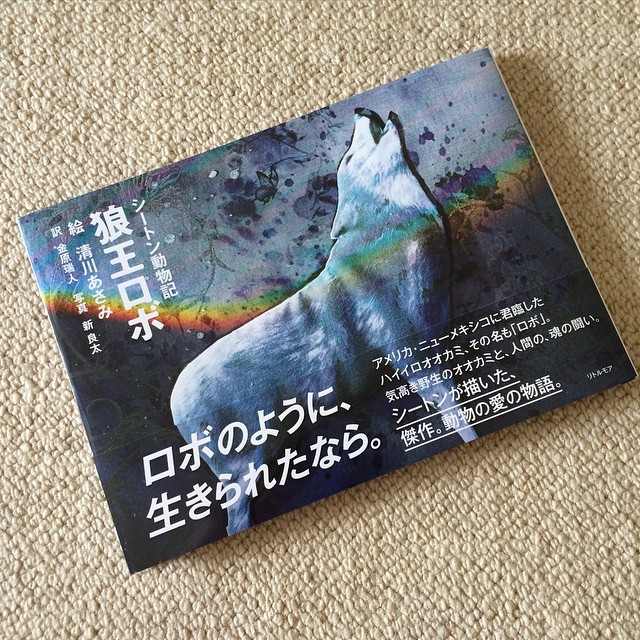 シートン動物記
狼王ロボ
絵 清川あさみ
訳 金原瑞人 写真 新良太
アメリカ・ニューメキシコに君臨した
ハイイロオオカミ、その名も「ロボ」。
気高き野生のオオカミと、人間の、魂の闘い。
シートンが描いた、
傑作。動物の愛の物語。
ロボのように、
生きられたなら。
リトルモア